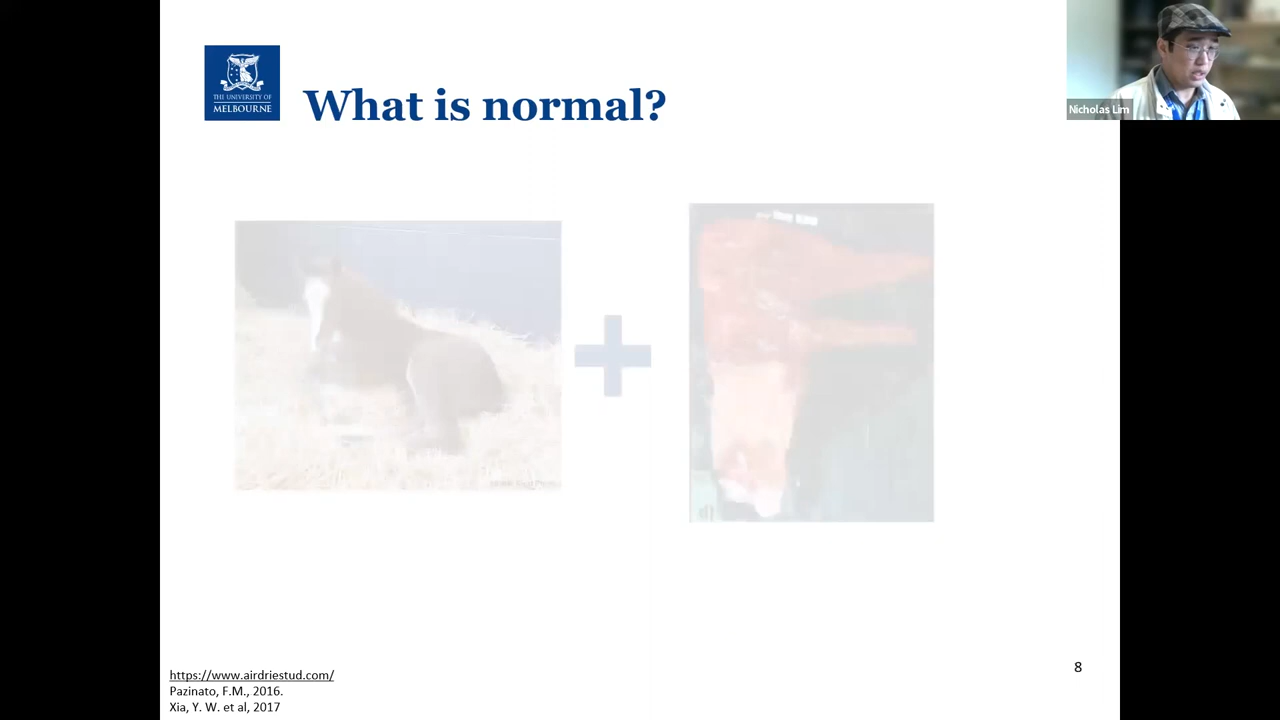 THE UNIVERSITY OF
MELBOURNE
What is normal?
Nicholas Lim
https://www.airdriestud.com/
Pazinato, F.M., 2016.
Xia, Y. W. et al, 2017
8